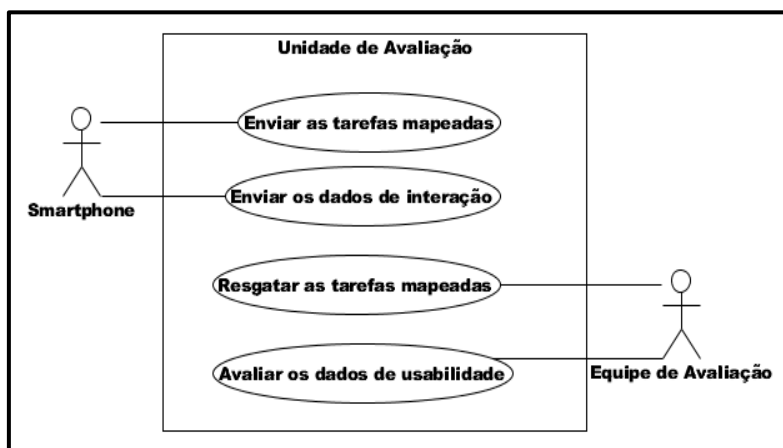 Unidade de Avaliação
Enviar as tarefas mapeadas
Enviar os dados de interação
Smartphone
Resgatar as tarefas mapeadas
Avaliar os dados de usabilidade
Equipe de Avaliação